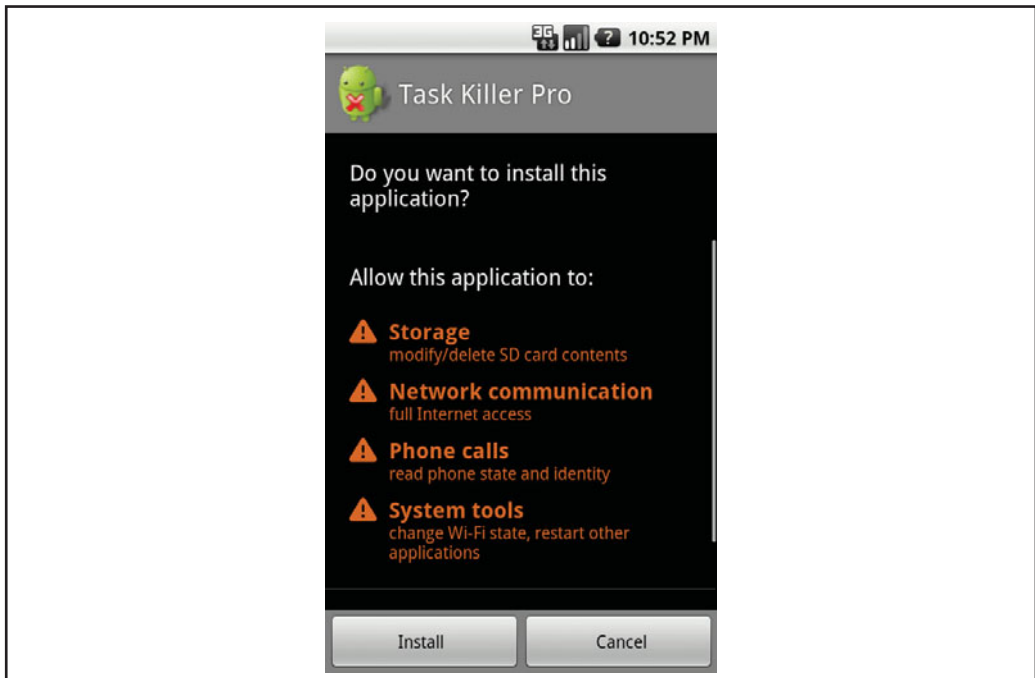 3G 10:52 PM
Task Killer Pro
Do you want to install this
application?
Allow this application to:
Storage
modify/delete SD card contents
Network communication
full Internet access
Phone calls
read phone state and identity
System tools
change Wi-Fi state, restart other
applications
Install Cancel